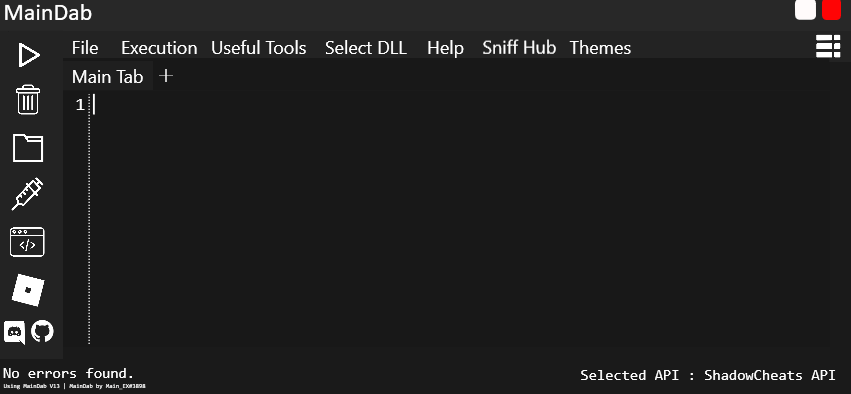 MainDab
File Execution Useful Tools Select DLL Help Sniff Hub Themes
Main Tab +
1
</>
No errors found.
Using MainDab V13 | MainDab by Main_EX#3898
Selected API : ShadowCheats API